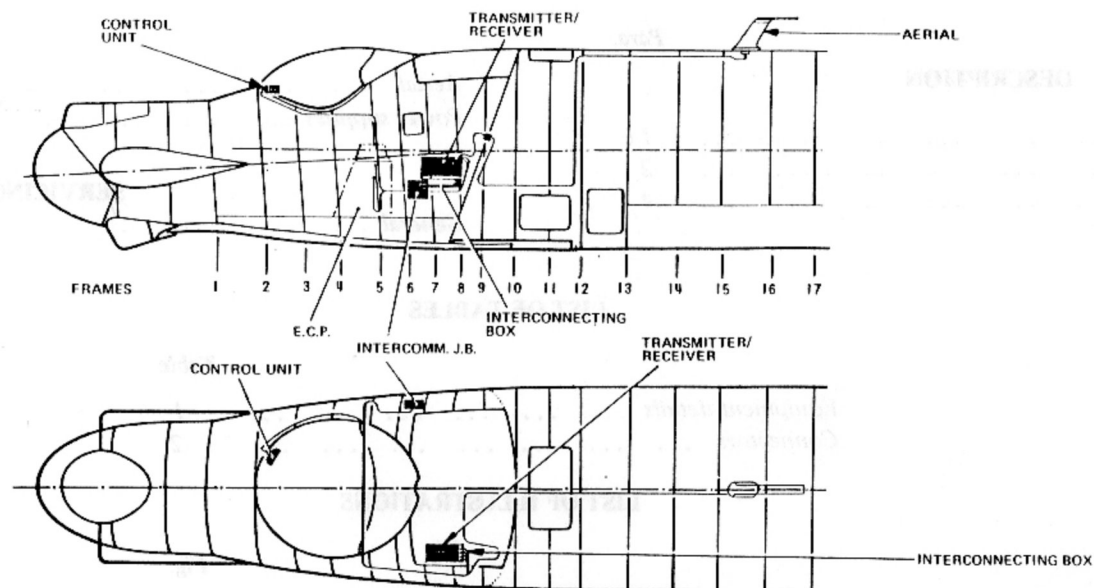 CONTROL
UNIT
TRANSMITTER/
RECEIVER
AERIAL
FRAMES
1 2 3 4 5 6 7 8 9 10 11 12 13 14 15 16 17
E.C.P.
INTERCOMM. J.B.
INTERCONNECTING
BOX
CONTROL UNIT
TRANSMITTER/
RECEIVER
INTERCONNECTING BOX